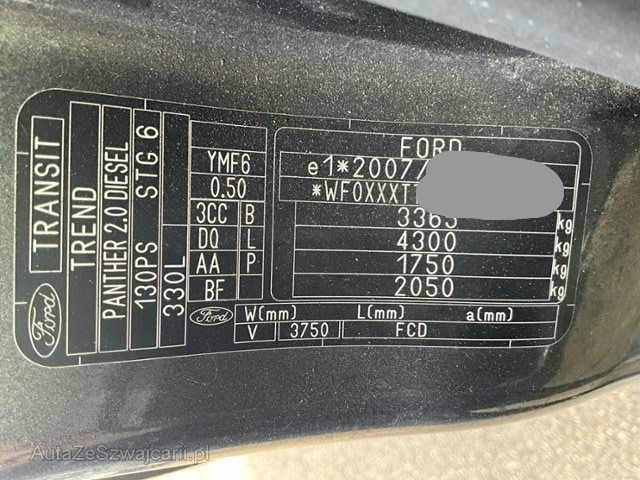 Ford
TRANSIT
TREND
PANTHER 2.0 DIESEL
130PS STG 6
330L
YMF6
0.50
3CC B
DQ L
AA P
BF
FORD
e1*2007/
*WF0XXXTT
3365 kg
4300 kg
1750 kg
2050 kg
Ford
W(mm) L(mm) a(mm)
V 3750 FCD
AutaZeSzwajcarii.pl